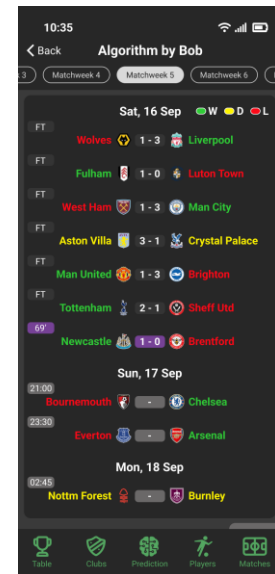 10:35
Back Algorithm by Bob
3 Matchweek 4 Matchweek 5 Matchweek 6
Sat, 16 Sep W D L
FT
Wolves 1 - 3 Liverpool
FT
Fulham 1 - 0 Luton Town
FT
West Ham 1 - 3 Man City
FT
Aston Villa 3 - 1 Crystal Palace
FT
Man United 1 - 3 Brighton
FT
Tottenham 2 - 1 Sheff Utd
69'
Newcastle 1 - 0 Brentford
Sun, 17 Sep
21:00
Bournemouth - Chelsea
23:30
Everton - Arsenal
Mon, 18 Sep
02:45
Nottm Forest - Burnley
Table Clubs Prediction Players Matches